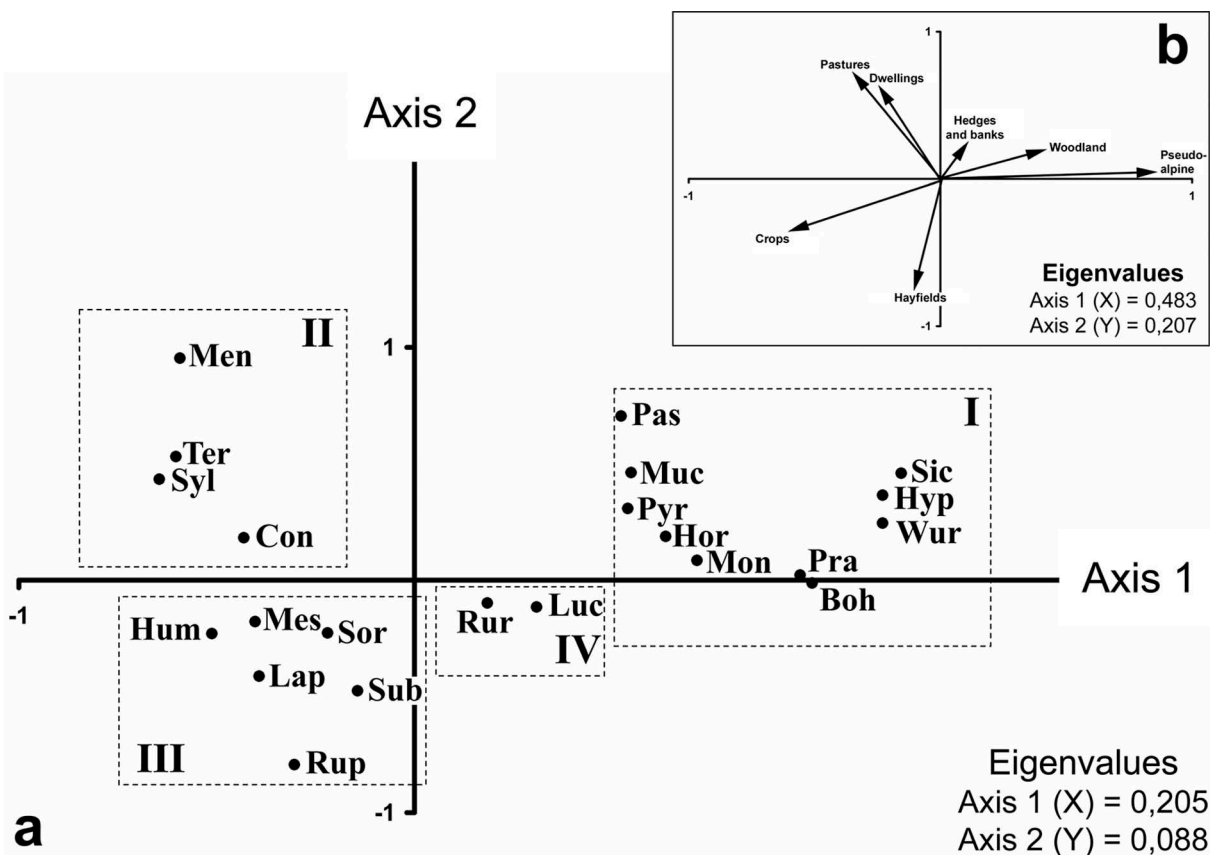 b
1
Pastures
Dwellings
Hedges
and banks
Woodland
Pseudo-
alpine
-1
1
Crops
Hayfields
-1
Eigenvalues
Axis 1 (X) = 0,483
Axis 2 (Y) = 0,207
Axis 2
II
1
Men
Ter
Syl
Con
I
Pas
Muc
Sic
Pyr
Hyp
Hor
Wur
Mon
Pra
Boh
Axis 1
-1
Hum
Mes
Sor
Lap
Sub
III
Rup
Rur
Luc
IV
-1
a
Eigenvalues
Axis 1 (X) = 0,205
Axis 2 (Y) = 0,088